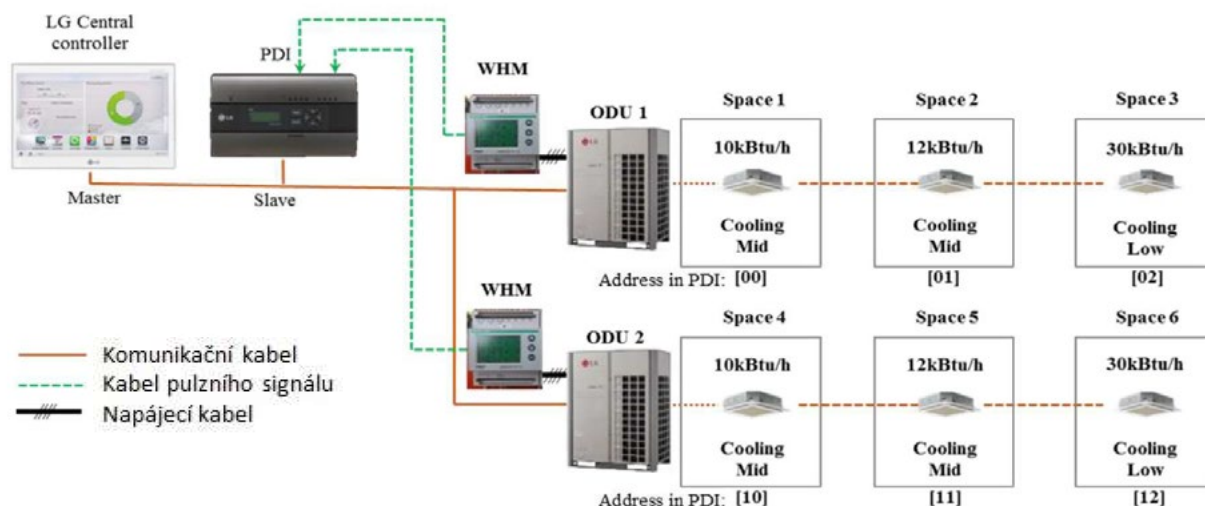 LG Central
controller
PDI
WHM
ODU 1
Space 1
Space 2
Space 3
10kBtu/h
12kBtu/h
30kBtu/h
LG
LG
Master
Slave
Cooling
Mid
Cooling
Mid
Cooling
Low
Address in PDI: [00]
[01]
[02]
WHM
ODU 2
Space 4
Space 5
Space 6
10kBtu/h
12kBtu/h
30kBtu/h
LG
Cooling
Mid
Cooling
Mid
Cooling
Low
Address in PDI: [10]
[11]
[12]
Komunikační kabel
Kabel pulzního signálu
Napájecí kabel